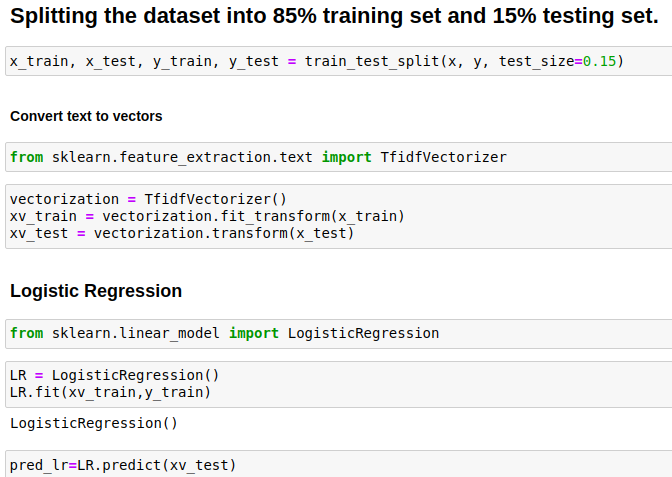 Splitting the dataset into 85% training set and 15% testing set.
x_train, x_test, y_train, y_test = train_test_split(x, y, test_size=0.15)
Convert text to vectors
from sklearn.feature_extraction.text import TfidfVectorizer
vectorization = TfidfVectorizer()
xv_train = vectorization.fit_transform(x_train)
xv_test = vectorization.transform(x_test)
Logistic Regression
from sklearn.linear_model import LogisticRegression
LR = LogisticRegression()
LR.fit(xv_train,y_train)
LogisticRegression()
pred_lr=LR.predict(xv_test)